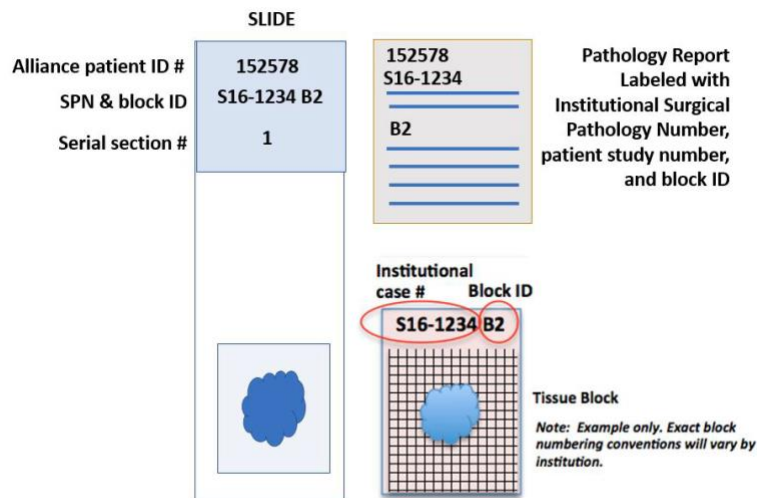 SLIDE
Alliance patient ID #
152578
SPN & block ID
S16-1234 B2
Serial section #
1
152578
S16-1234
B2
Pathology Report
Labeled with
Institutional Surgical
Pathology Number,
patient study number,
and block ID
Institutional
case #
Block ID
S16-1234 B2
Tissue Block
Note: Example only. Exact block
numbering conventions will vary by
institution.